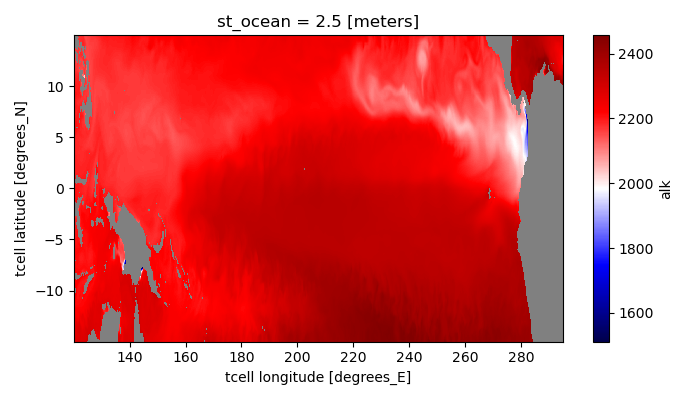 st_ocean = 2.5 [meters]
tcell latitude [degrees_N]
10
5
0
−5
−10
140 160 180 200 220 240 260 280
tcell longitude [degrees_E]
2400
2200
2000
1800
1600
alk